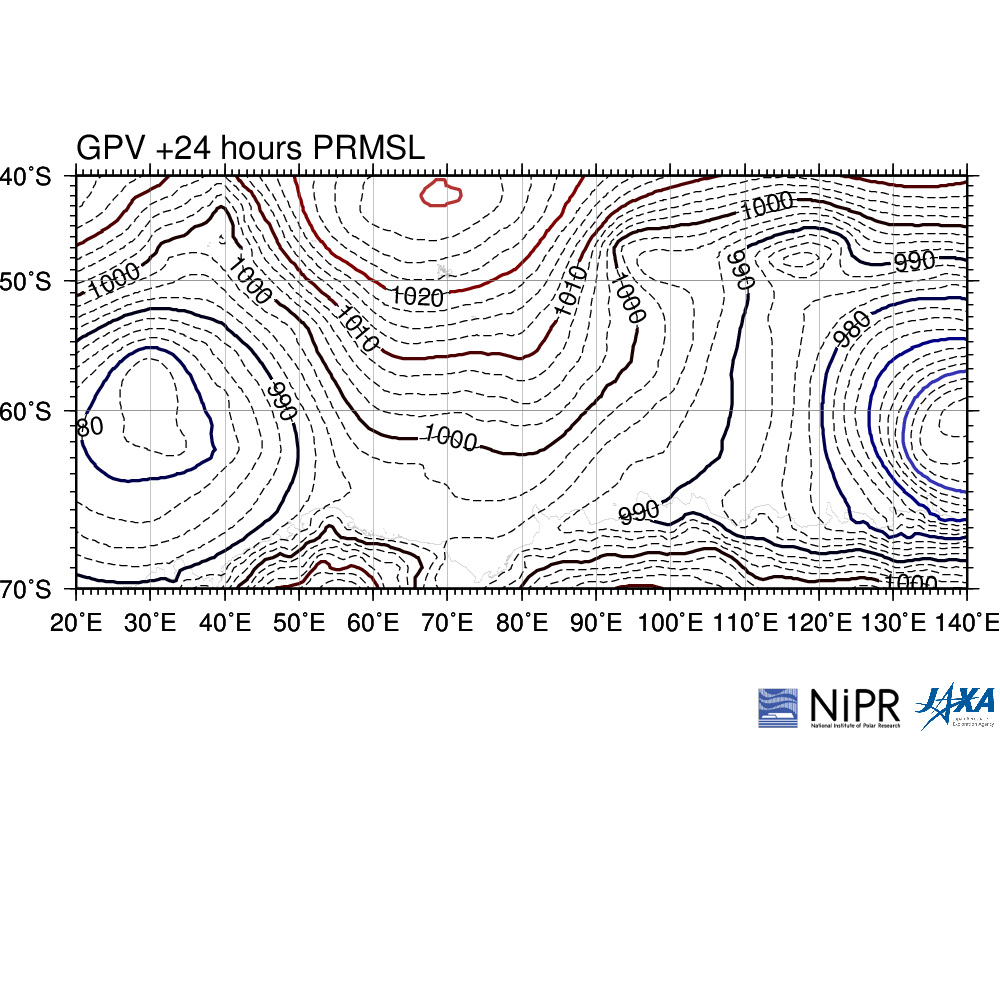 GPV +24 hours PRMSL
40°S
50°S
60°S
70°S
20°E 30°E 40°E 50°E 60°E 70°E 80°E 90°E 100°E 110°E 120°E 130°E 140°E
1000
1000
1000
990
990
1000
1020
1010
1010
1000
980
990
80
1000
990
1000
NiPR
National Institute of Polar Research
JAXA
Japan Aerospace
Exploration Agency